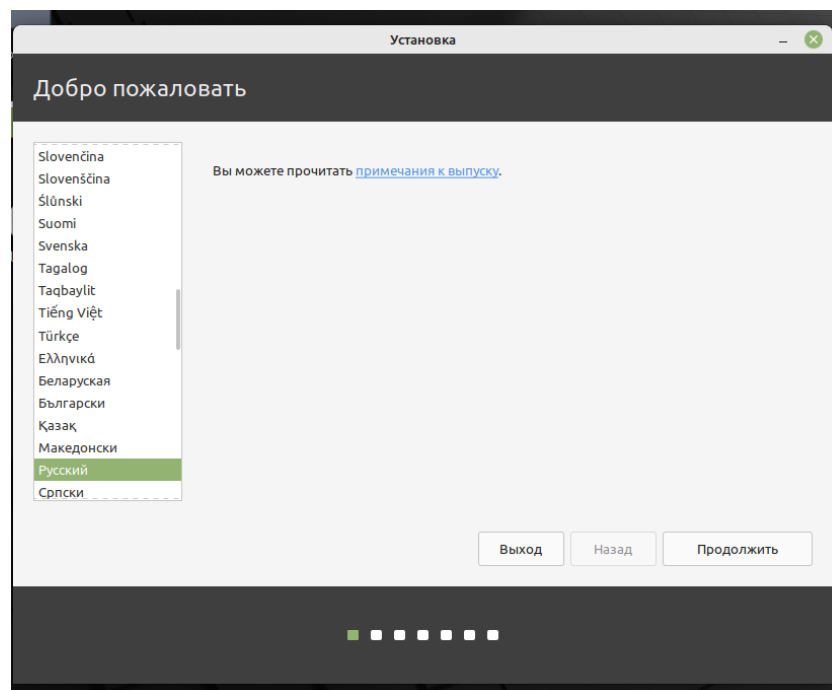 Установка
Добро пожаловать
Slovenčina
Slovenščina
Ślůnski
Suomi
Svenska
Tagalog
Taqbaylit
Tiếng Việt
Türkçe
Ελληνικά
Беларуская
Български
Қазақ
Македонски
Русский
Српски
Вы можете прочитать примечания к выпуску.
Выход
Назад
Продолжить